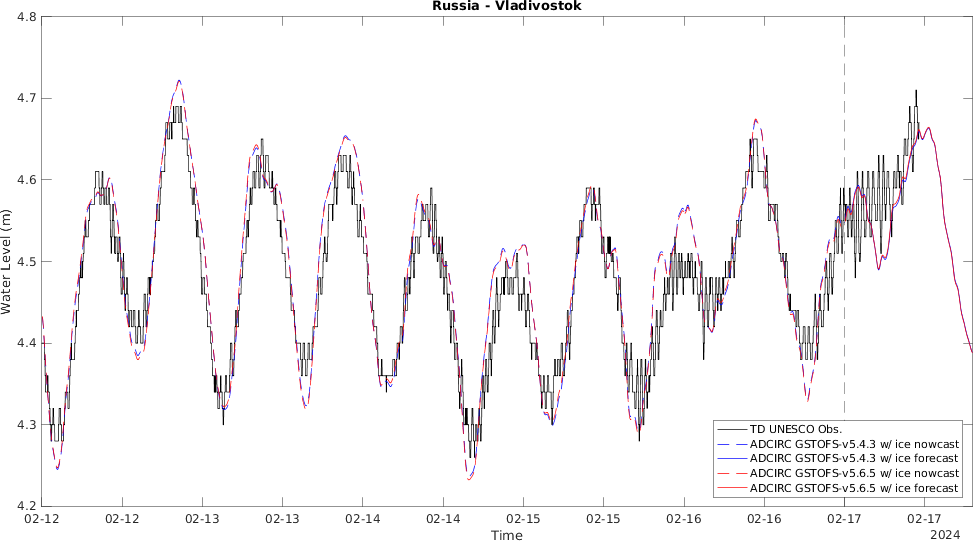 Russia - Vladivostok
4.8
4.7
4.6
4.5
4.4
4.3
4.2
Water Level (m)
TD UNESCO Obs.
ADCIRC GSTOFS-v5.4.3 w/ ice nowcast
ADCIRC GSTOFS-v5.4.3 w/ ice forecast
ADCIRC GSTOFS-v5.6.5 w/ ice nowcast
ADCIRC GSTOFS-v5.6.5 w/ ice forecast
02-12 02-12 02-13 02-13 02-14 02-14 02-15 02-15 02-16 02-16 02-17 02-17
2024
Time